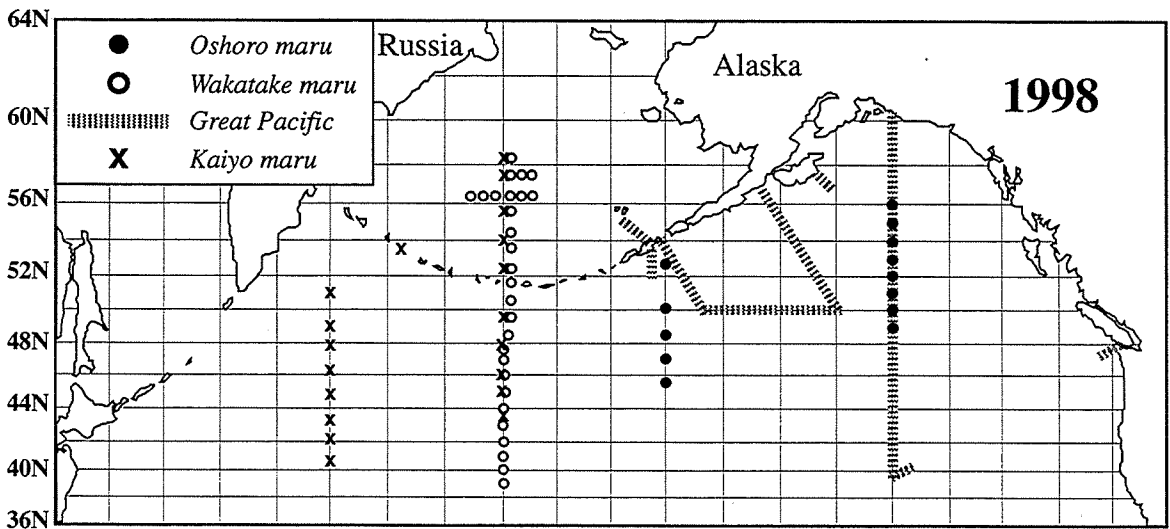 64N
Oshoro maru
Russia
Wakatake maru
Alaska
1998
60N
Great Pacific
X
Kaiyo maru
56N
52N
48N
44N
40N
36N